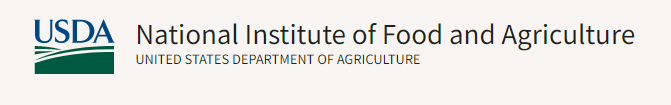 USDA
National Institute of Food and Agriculture
UNITED STATES DEPARTMENT OF AGRICULTURE